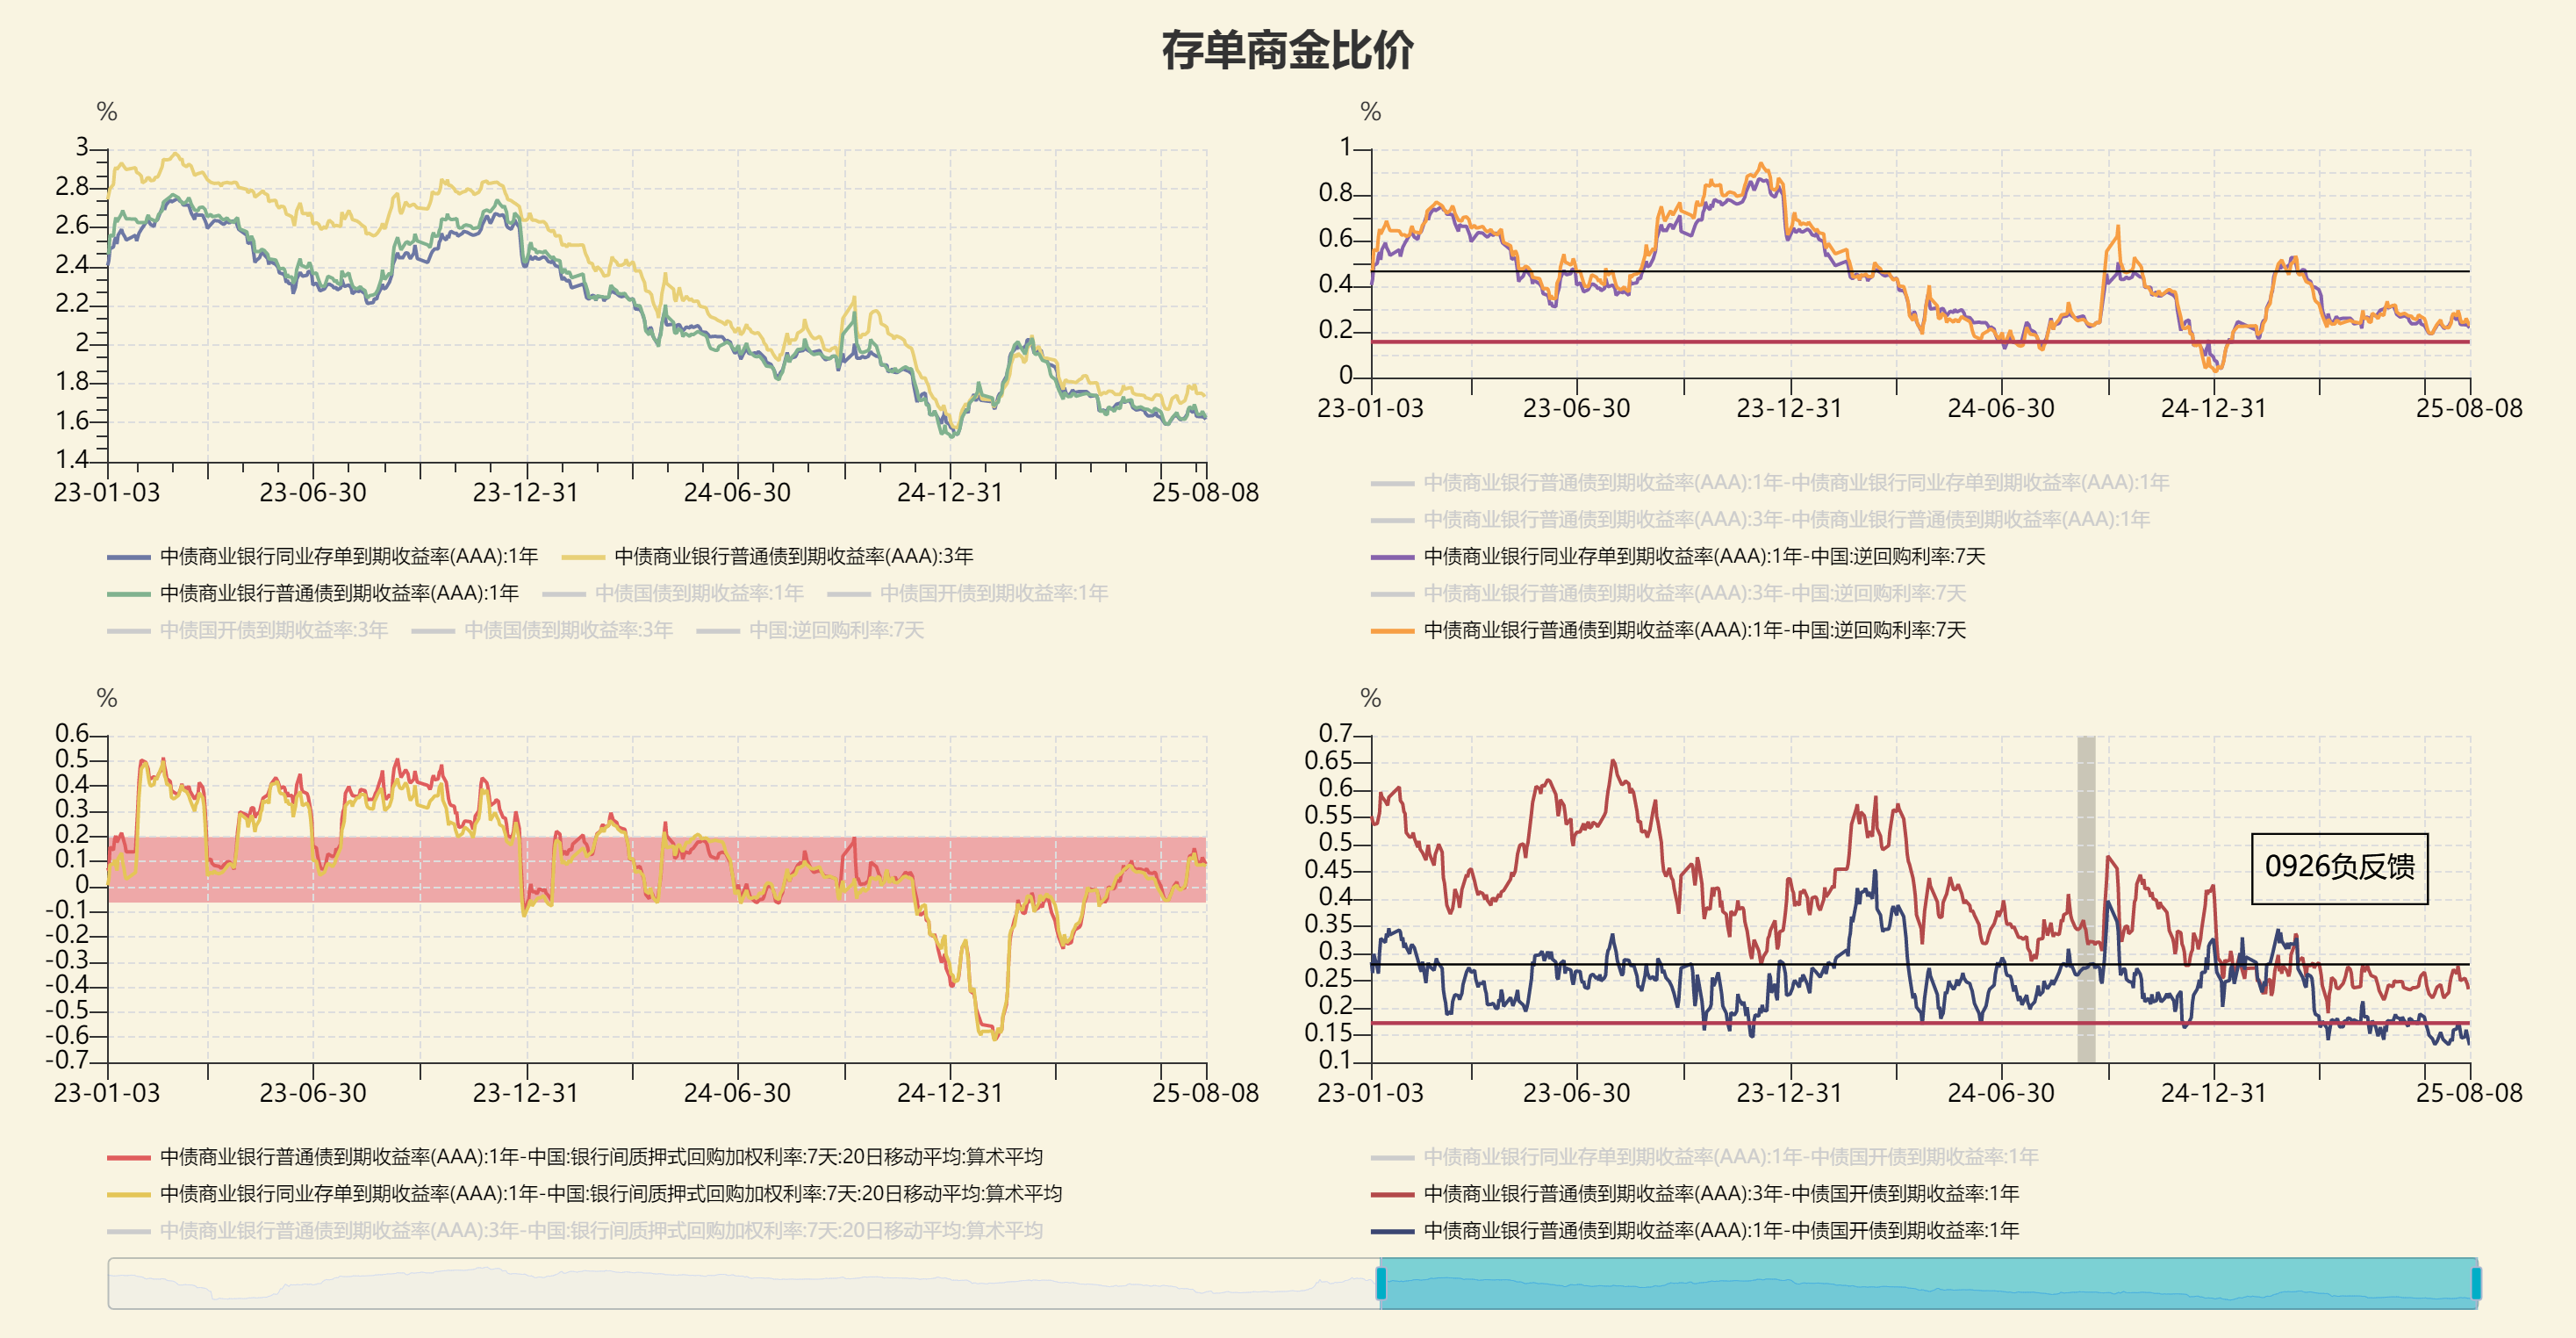 存单商金比价
%
3
2.8
2.6
2.4
2.2
2
1.8
1.6
1.4
23-01-03 23-06-30 23-12-31 24-06-30 24-12-31 25-08-08
中债商业银行同业存单到期收益率(AAA):1年 中债商业银行普通债到期收益率(AAA):3年
中债商业银行普通债到期收益率(AAA):1年 中债国债到期收益率:1年 中债国开债到期收益率:1年
中债国开债到期收益率:3年 中债国债到期收益率:3年 中国:逆回购利率:7天
%
1
0.8
0.6
0.4
0.2
0
23-01-03 23-06-30 23-12-31 24-06-30 24-12-31 25-08-08
中债商业银行普通债到期收益率(AAA):1年-中债商业银行同业存单到期收益率(AAA):1年
中债商业银行普通债到期收益率(AAA):3年-中债商业银行普通债到期收益率(AAA):1年
中债商业银行同业存单到期收益率(AAA):1年-中国:逆回购利率:7天
中债商业银行普通债到期收益率(AAA):3年-中国:逆回购利率:7天
中债商业银行普通债到期收益率(AAA):1年-中国:逆回购利率:7天
%
0.6
0.5
0.4
0.3
0.2
0.1
0
-0.1
-0.2
-0.3
-0.4
-0.5
-0.6
-0.7
23-01-03 23-06-30 23-12-31 24-06-30 24-12-31 25-08-08
中债商业银行普通债到期收益率(AAA):1年-中国:银行间质押式回购加权利率:7天:20日移动平均:算术平均
中债商业银行同业存单到期收益率(AAA):1年-中国:银行间质押式回购加权利率:7天:20日移动平均:算术平均
中债商业银行普通债到期收益率(AAA):3年-中国:银行间质押式回购加权利率:7天:20日移动平均:算术平均
%
0.7
0.65
0.6
0.55
0.5
0.45
0.4
0.35
0.3
0.25
0.2
0.15
0.1
0926负反馈
23-01-03 23-06-30 23-12-31 24-06-30 24-12-31 25-08-08
中债商业银行同业存单到期收益率(AAA):1年-中债国开债到期收益率:1年
中债商业银行普通债到期收益率(AAA):3年-中债国开债到期收益率:1年
中债商业银行普通债到期收益率(AAA):1年-中债国开债到期收益率:1年